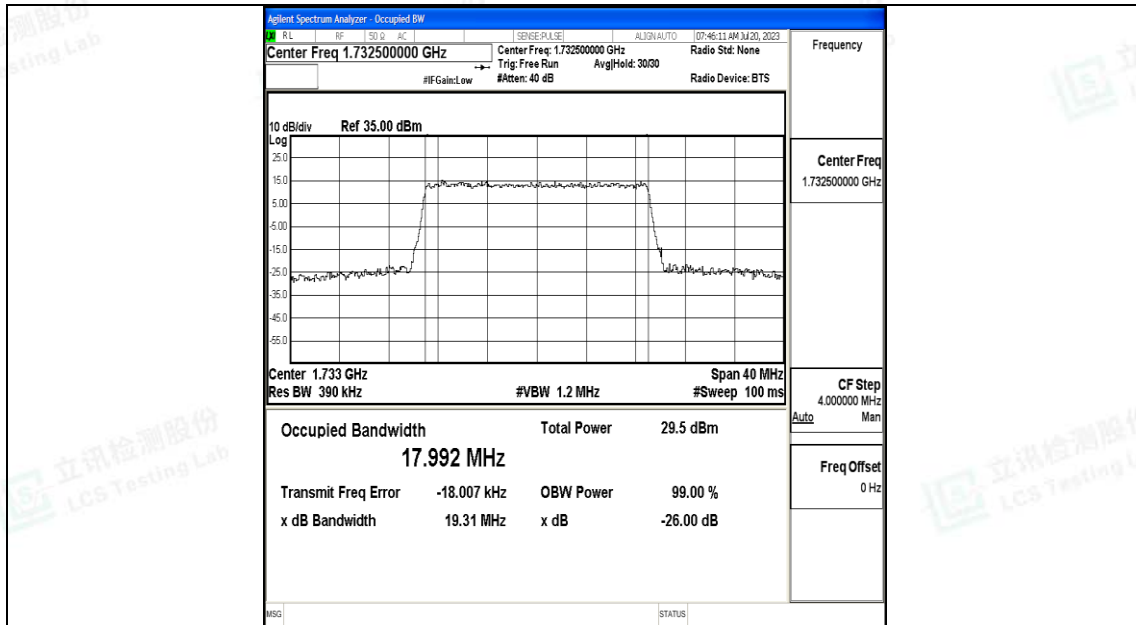 Agilent Spectrum Analyzer - Occupied BW
LXI RL RF 50 Ω AC SENSE:PULSE ALIGNAUTO 07:46:11 AM Jul 20, 2023
Center Freq 1.732500000 GHz
Center Freq: 1.732500000 GHz Radio Std: None
Trig: Free Run Avg|Hold: 30/30
#IFGain:Low #Atten: 40 dB Radio Device: BTS
Frequency
10 dB/div Ref 35.00 dBm
Log
25.0
15.0
5.00
-5.00
-15.0
-25.0
-35.0
-45.0
-55.0
Center 1.733 GHz Span 40 MHz
Res BW 390 kHz #VBW 1.2 MHz #Sweep 100 ms
Center Freq
1.732500000 GHz
CF Step
4.000000 MHz
Auto Man
Freq Offset
0 Hz
Occupied Bandwidth Total Power 29.5 dBm
17.992 MHz
Transmit Freq Error -18.007 kHz OBW Power 99.00 %
x dB Bandwidth 19.31 MHz x dB -26.00 dB
MSG STATUS
立讯检测股份
LCS Testing Lab
立讯检测股份
LCS Testing L